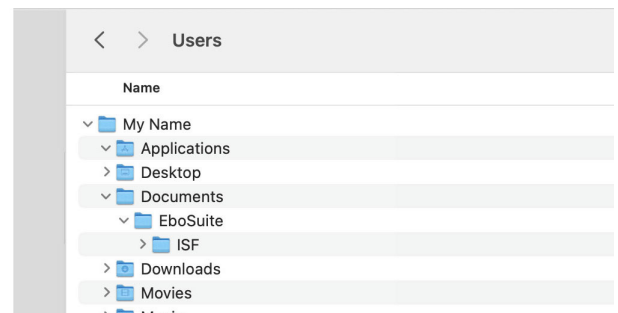 Users
Name
My Name
Applications
Desktop
Documents
EboSuite
ISF
Downloads
Movies